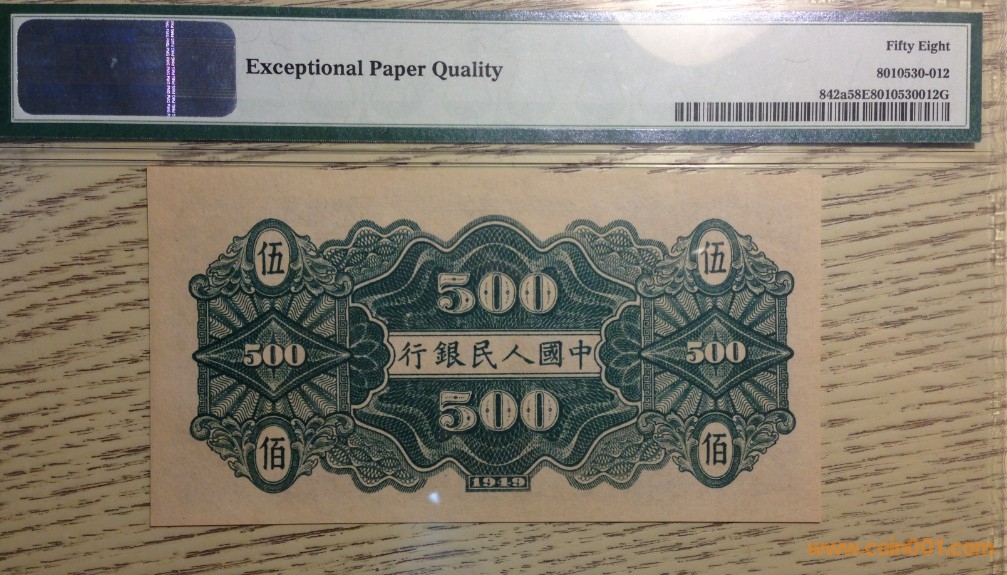 Exceptional Paper Quality
Fifty Eight
8010530-012
842a58E8010530012G
伍
伍
500
500
行銀民人國中
500
500
佰
佰
1949
www.coin001.com